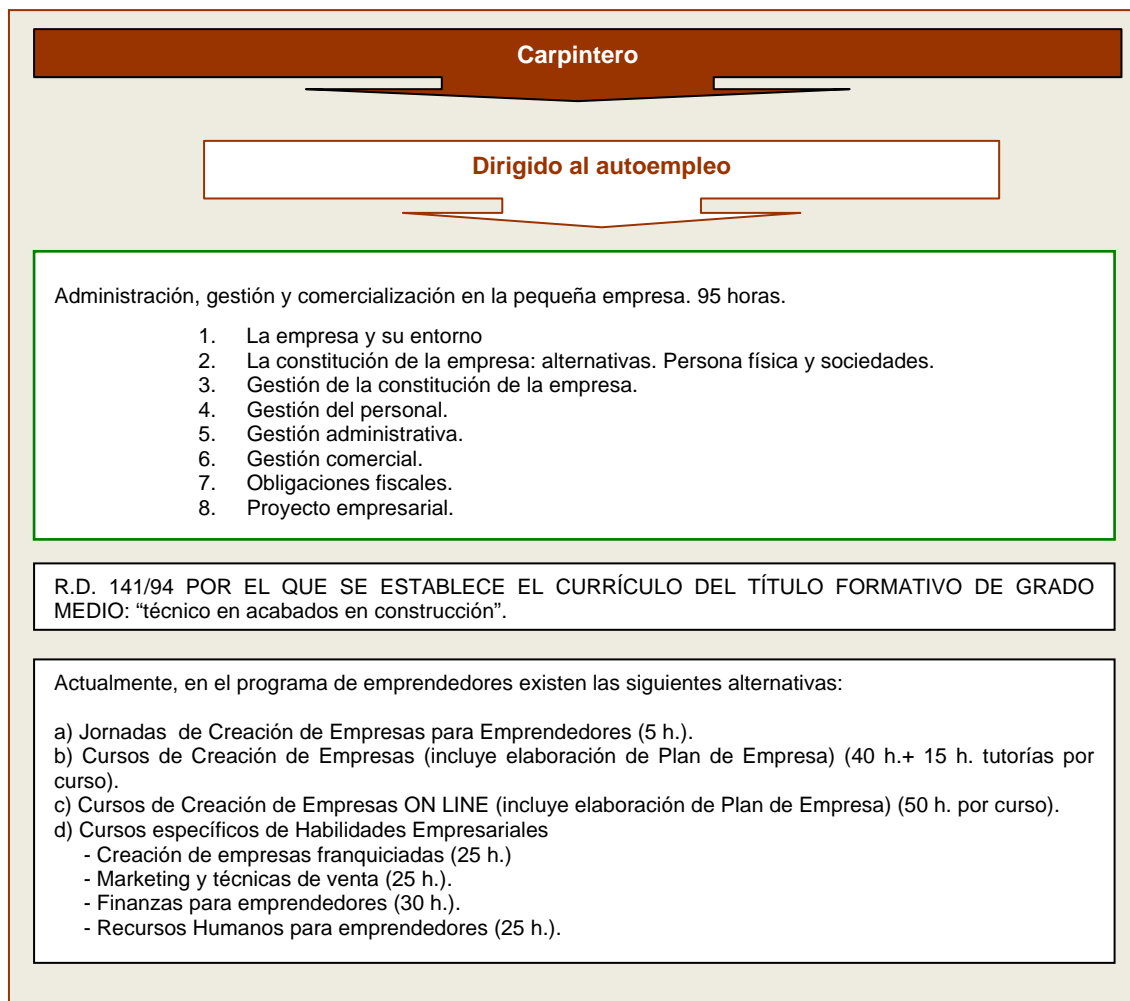 Carpintero
Dirigido al autoempleo
Administración, gestión y comercialización en la pequeña empresa. 95 horas.
1. La empresa y su entorno
2. La constitución de la empresa: alternativas. Persona física y sociedades.
3. Gestión de la constitución de la empresa.
4. Gestión del personal.
5. Gestión administrativa.
6. Gestión comercial.
7. Obligaciones fiscales.
8. Proyecto empresarial.
R.D. 141/94 POR EL QUE SE ESTABLECE EL CURRÍCULO DEL TÍTULO FORMATIVO DE GRADO
MEDIO: “técnico en acabados en construcción”.
Actualmente, en el programa de emprendedores existen las siguientes alternativas:
a) Jornadas de Creación de Empresas para Emprendedores (5 h.).
b) Cursos de Creación de Empresas (incluye elaboración de Plan de Empresa) (40 h.+ 15 h. tutorías por
curso).
c) Cursos de Creación de Empresas ON LINE (incluye elaboración de Plan de Empresa) (50 h. por curso).
d) Cursos específicos de Habilidades Empresariales
- Creación de empresas franquiciadas (25 h.)
- Marketing y técnicas de venta (25 h.).
- Finanzas para emprendedores (30 h.).
- Recursos Humanos para emprendedores (25 h.).